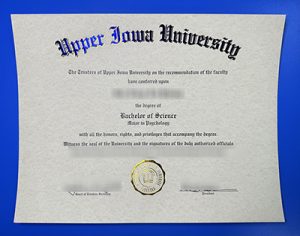 Upper Iowa University
The Trustees of Upper Iowa University on the recommendation of the faculty
have conferred upon
the degree of
Bachelor of Science
Major in Psychology
with all the honors, rights, and privileges that accompany the degree.
Witness the seal of the University and the signatures of the duly authorized officials
President